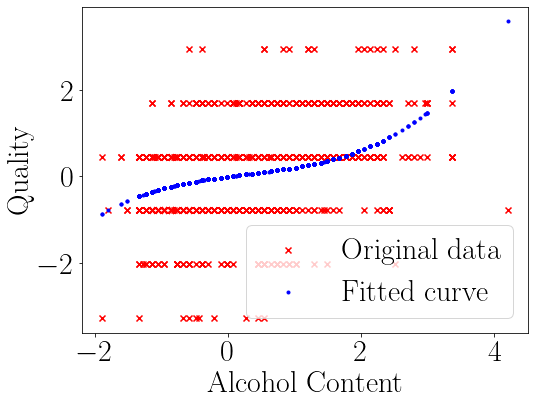 2
0
−2
Quality
Original data
Fitted curve
−2 0 2 4
Alcohol Content